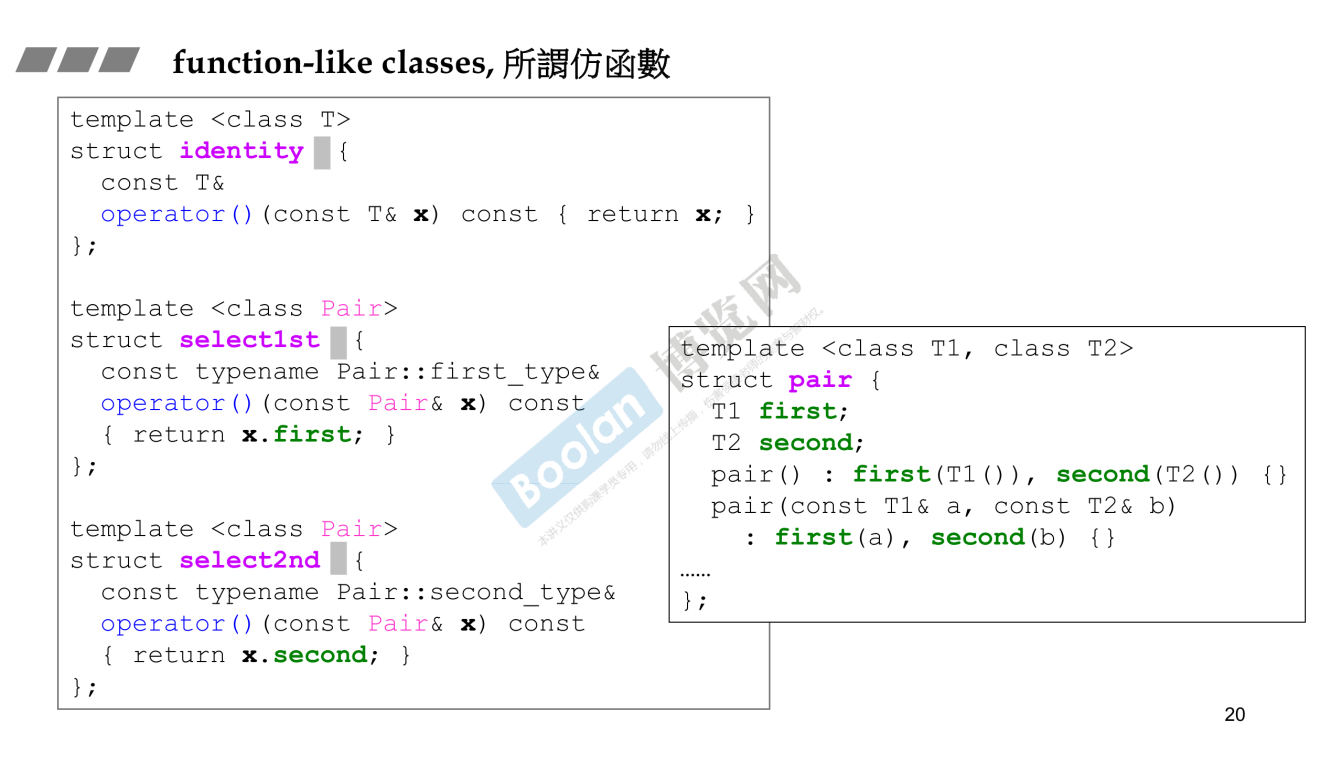 function-like classes, 所謂仿函數
template <class T>
struct identity {
  const T&
  operator()(const T& x) const { return x; }
};
template <class Pair>
struct select1st {
  const typename Pair::first_type&
  operator()(const Pair& x) const
  { return x.first; }
};
template <class Pair>
struct select2nd {
  const typename Pair::second_type&
  operator()(const Pair& x) const
  { return x.second; }
};
template <class T1, class T2>
struct pair {
  T1 first;
  T2 second;
  pair() : first(T1()), second(T2()) {}
  pair(const T1& a, const T2& b)
    : first(a), second(b) {}
……
};
Boolan 博览网
20